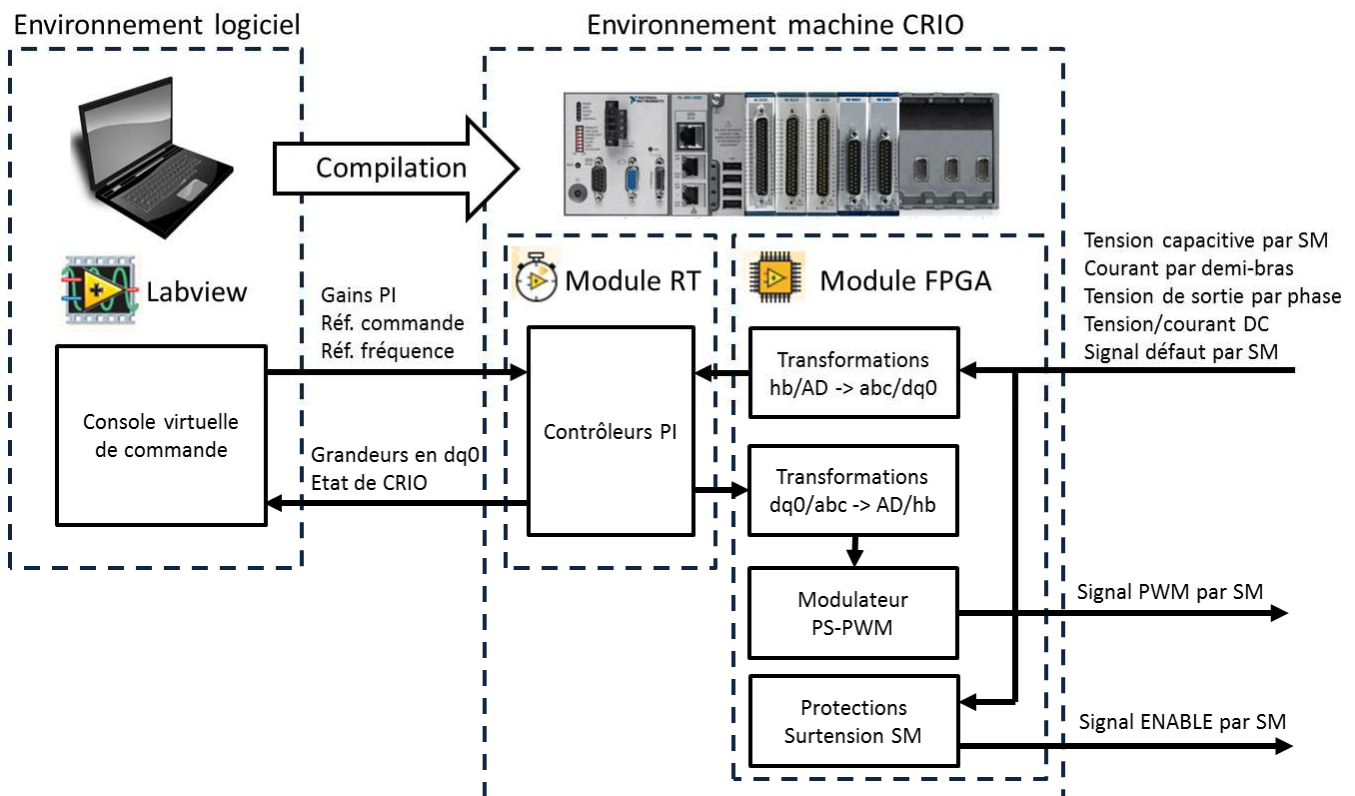 Environnement logiciel
Environnement machine CRIO
Compilation
Labview
Module RT
Module FPGA
Tension capacitive par SM
Courant par demi-bras
Tension de sortie par phase
Tension/courant DC
Signal défaut par SM
Gains PI
Réf. commande
Réf. fréquence
Console virtuelle
de commande
Grandeurs en dq0
Etat de CRIO
Contrôleurs PI
Transformations
hb/AD -> abc/dq0
Transformations
dq0/abc -> AD/hb
Modulateur
PS-PWM
Signal PWM par SM
Protections
Surtension SM
Signal ENABLE par SM